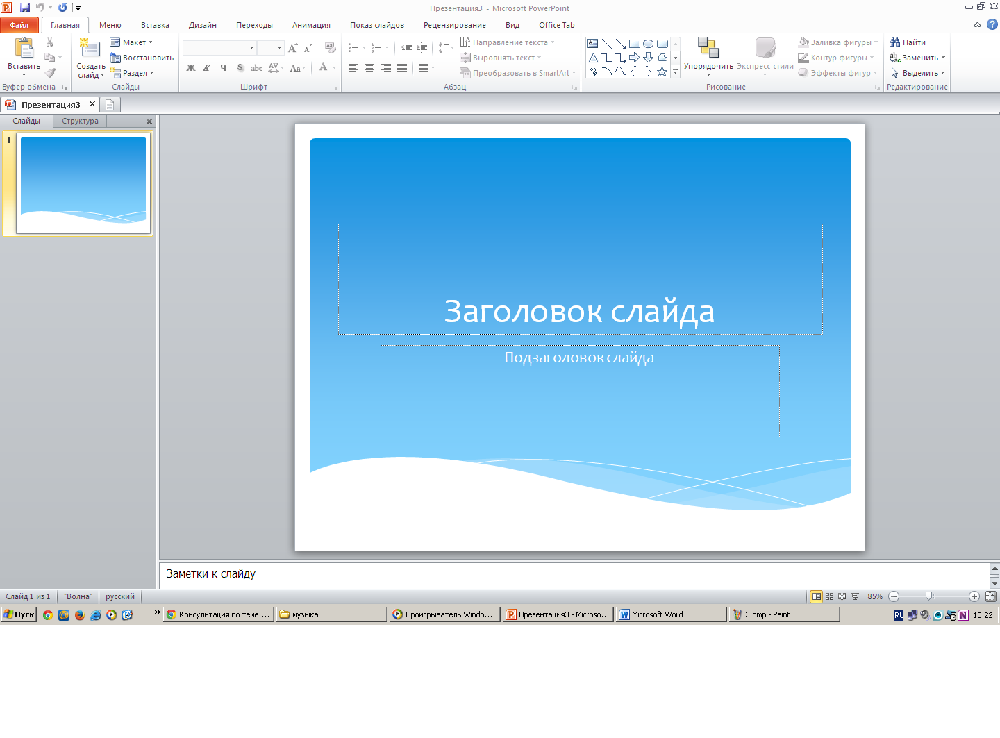 Презентация3 - Microsoft PowerPoint
Файл Главная Меню Вставка Дизайн Переходы Анимация Показ слайдов Рецензирование Вид Office Tab
Вставить
Буфер обмена
Создать слайд
Макет
Восстановить
Раздел
Слайды
Ж К Ч S abc AV Aa А
Шрифт
Направление текста
Выровнять текст
Преобразовать в SmartArt
Абзац
Упорядочить
Экспресс-стили
Заливка фигуры
Контур фигуры
Эффекты фигур
Рисование
Найти
Заменить
Выделить
Редактирование
Презентация3
Слайды Структура
1
Заголовок слайда
Подзаголовок слайда
Заметки к слайду
Слайд 1 из 1 "Волна" русский 85%
Пуск Консультация по теме:... музыка Проигрыватель Windo... Презентация3 - Microso... Microsoft Word 3.bmp - Paint RU 10:22